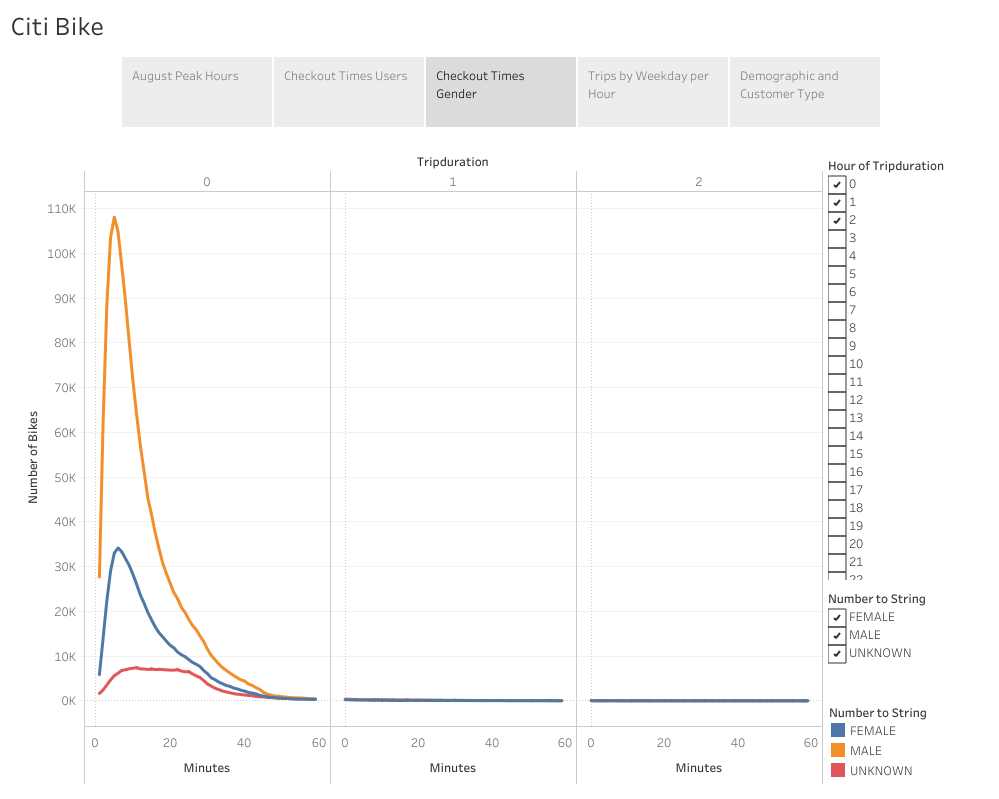 Citi Bike
August Peak Hours
Checkout Times Users
Checkout Times
Gender
Trips by Weekday per
Hour
Demographic and
Customer Type
Tripduration
0
1
2
110K
100K
90K
80K
70K
60K
50K
40K
30K
20K
10K
0K
Number of Bikes
0
20
40
60
0
20
40
60
0
20
40
60
Minutes
Minutes
Minutes
Hour of Tripduration
0
1
2
3
4
5
6
7
8
9
10
11
12
13
14
15
16
17
18
19
20
21
22
Number to String
FEMALE
MALE
UNKNOWN
Number to String
FEMALE
MALE
UNKNOWN